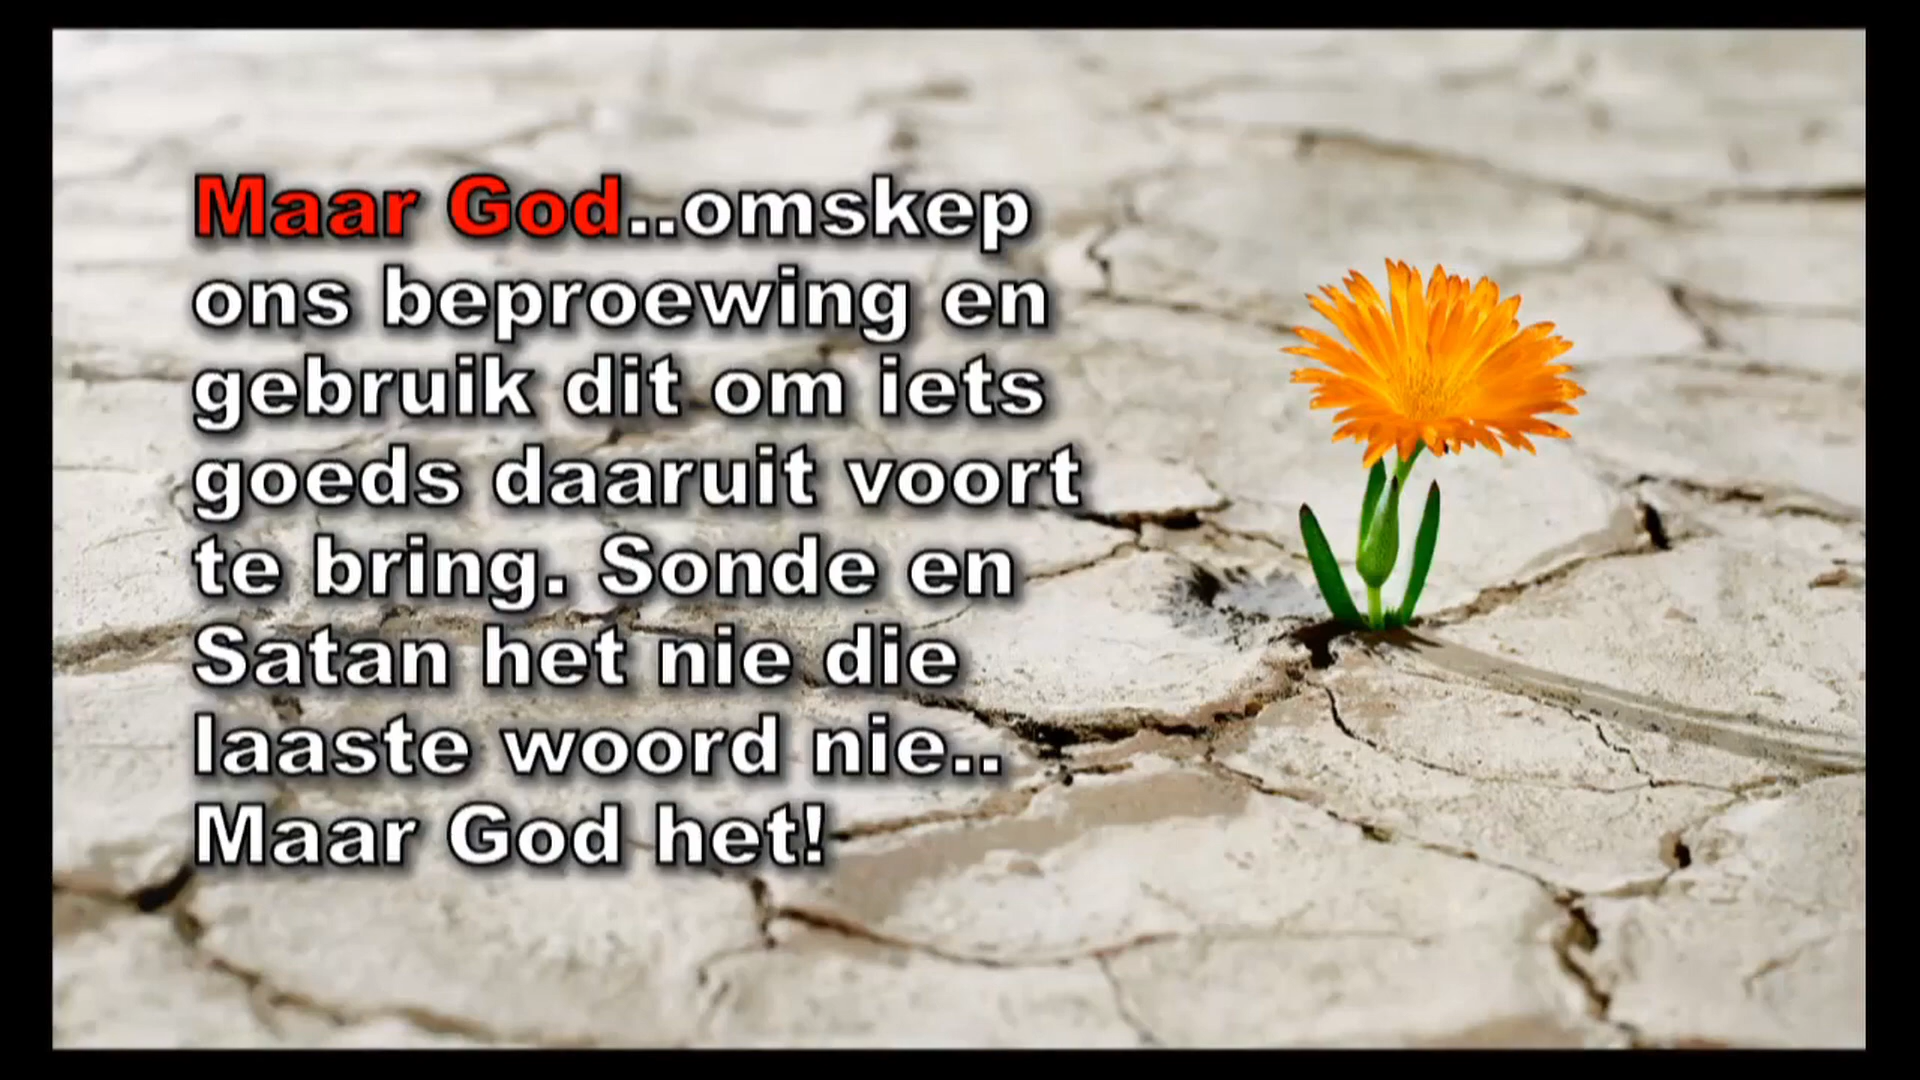 Maar God..omskep
ons beproewing en
gebruik dit om iets
goeds daaruit voort
te bring. Sonde en
Satan het nie die
laaste woord nie..
Maar God het!